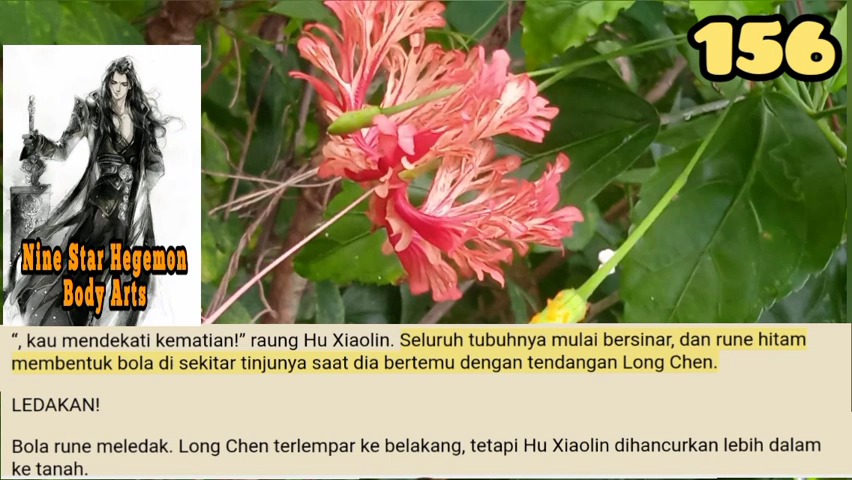 156
Nine Star Hegemon
Body Arts
“, kau mendekati kematian!” raung Hu Xiaolin. Seluruh tubuhnya mulai bersinar, dan rune hitam
membentuk bola di sekitar tinjunya saat dia bertemu dengan tendangan Long Chen.
LEDAKAN!
Bola rune meledak. Long Chen terlempar ke belakang, tetapi Hu Xiaolin dihancurkan lebih dalam
ke tanah.